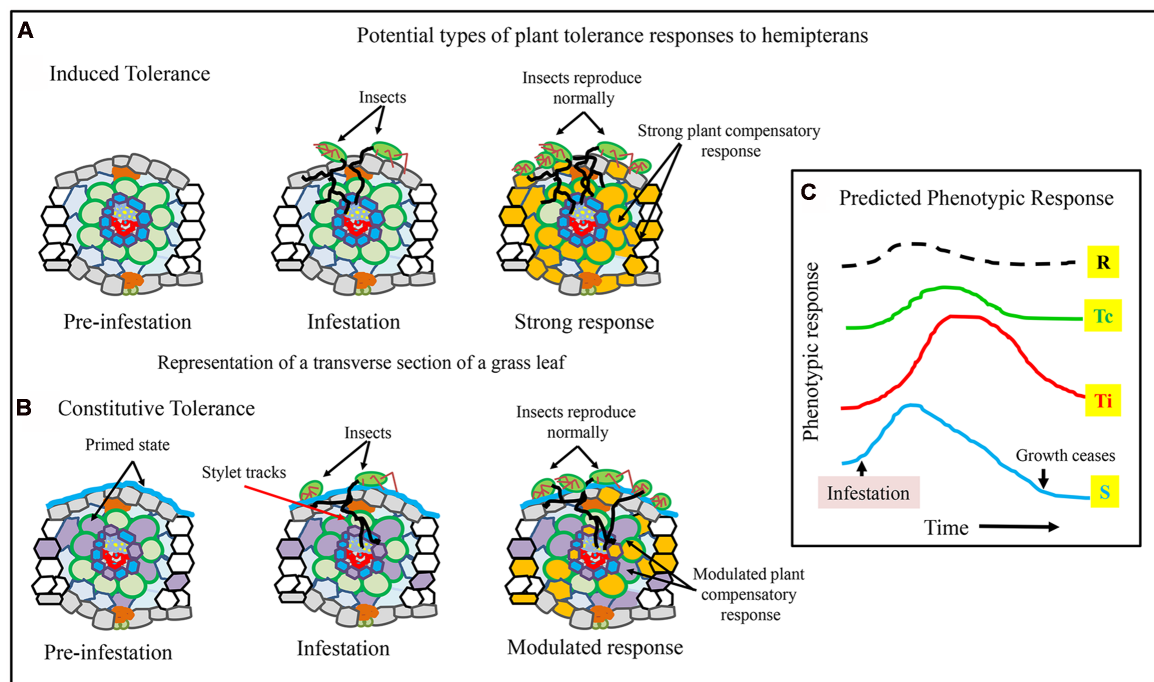 A
Potential types of plant tolerance responses to hemipterans
Induced Tolerance
Insects
Insects reproduce
normally
Strong plant compensatory
response
Pre-infestation
Infestation
Strong response
Representation of a transverse section of a grass leaf
B
Constitutive Tolerance
Primed state
Stylet tracks
Insects
Insects reproduce
normally
Modulated plant
compensatory
response
Pre-infestation
Infestation
Modulated response
C
Predicted Phenotypic Response
Phenotypic response
R
Tc
Ti
S
Growth ceases
Infestation
Time